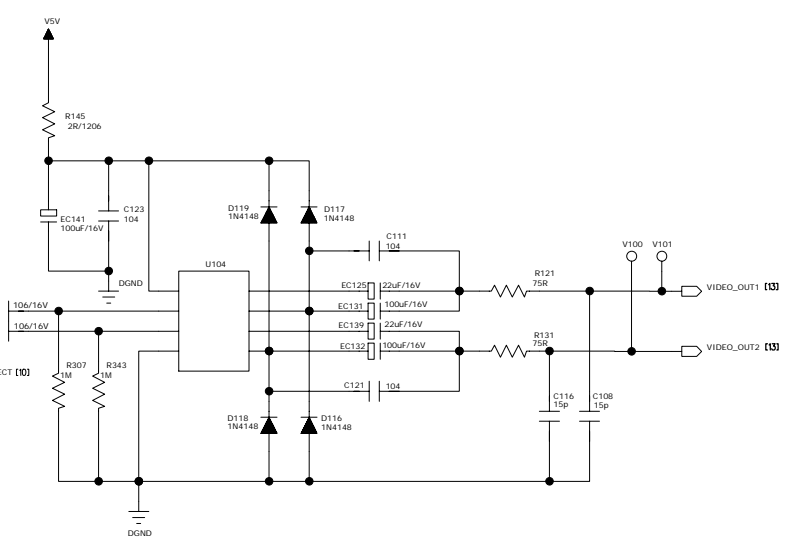 V5V
R145
2R/1206
EC141
100uF/16V
C123
104
DGND
D119
1N4148
D117
1N4148
C111
104
U104
EC125 22uF/16V
EC131 100uF/16V
EC139 22uF/16V
EC132 100uF/16V
C121 104
R121
75R
R131
75R
V100 V101
VIDEO_OUT1 [13]
VIDEO_OUT2 [13]
106/16V
106/16V
ECT [10]
R307
1M
R343
1M
D118
1N4148
D116
1N4148
C116
15p
C108
15p
DGND